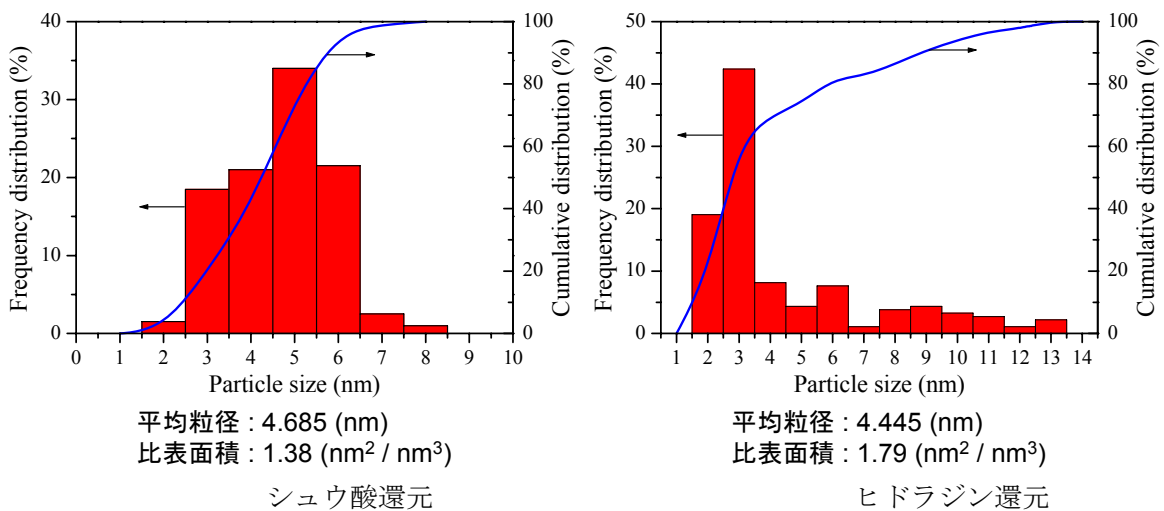 Frequency distribution (%)
40
30
20
10
0
0 1 2 3 4 5 6 7 8 9 10
Particle size (nm)
100
80
60
40
20
0
Cumulative distribution (%)
平均粒径 : 4.685 (nm)
比表面積 : 1.38 (nm² / nm³)
シュウ酸還元
Frequency distribution (%)
50
40
30
20
10
0
1 2 3 4 5 6 7 8 9 10 11 12 13 14
Particle size (nm)
100
80
60
40
20
0
Cumulative distribution (%)
平均粒径 : 4.445 (nm)
比表面積 : 1.79 (nm² / nm³)
ヒドラジン還元